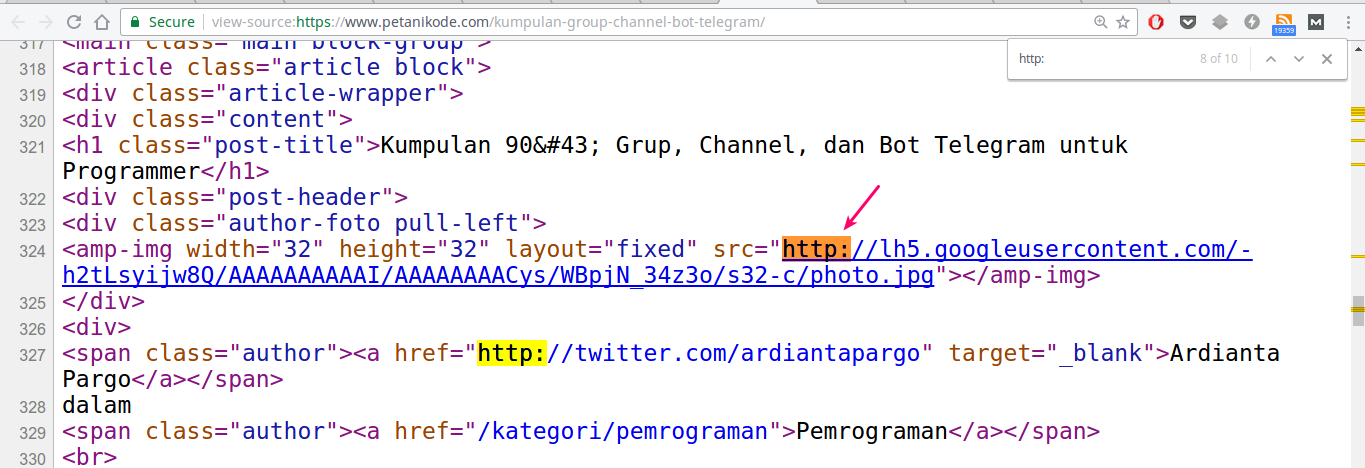 Secure view-source:https://www.petanikode.com/kumpulan-group-channel-bot-telegram/
19359
M
http: 8 of 10
317 <main class="main block-group">
318 <article class="article block">
319 <div class="article-wrapper">
320 <div class="content">
321 <h1 class="post-title">Kumpulan 90&#43; Grup, Channel, dan Bot Telegram untuk
Programmer</h1>
322 <div class="post-header">
323 <div class="author-foto pull-left">
324 <amp-img width="32" height="32" layout="fixed" src="http://lh5.googleusercontent.com/-
h2tLsyijw8Q/AAAAAAAAAAI/AAAAAAAACys/WBpjN_34z3o/s32-c/photo.jpg"></amp-img>
325 </div>
326 <div>
327 <span class="author"><a href="http://twitter.com/ardiantapargo" target="_blank">Ardianta
Pargo</a></span>
328 dalam
329 <span class="author"><a href="/kategori/pemrograman">Pemrograman</a></span>
330 <br>